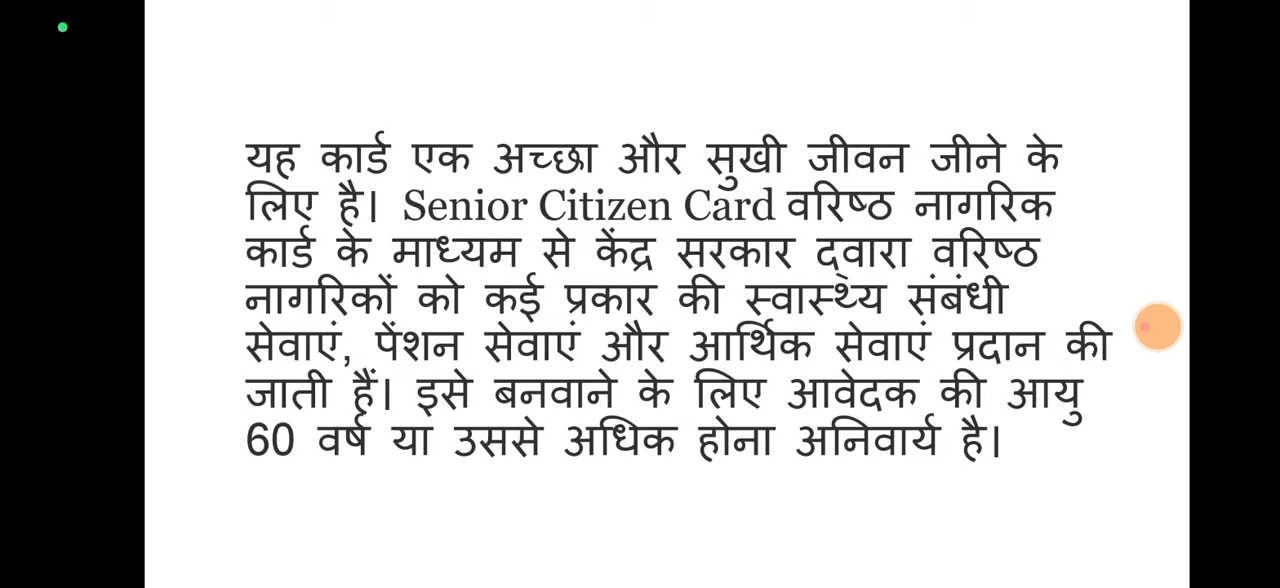 यह कार्ड एक अच्छा और सुखी जीवन जीने के
लिए है। Senior Citizen Card वरिष्ठ नागरिक
कार्ड के माध्यम से केंद्र सरकार द्वारा वरिष्ठ
नागरिकों को कई प्रकार की स्वास्थ्य संबंधी
सेवाएं, पेंशन सेवाएं और आर्थिक सेवाएं प्रदान की
जाती हैं। इसे बनवाने के लिए आवेदक की आयु
60 वर्ष या उससे अधिक होना अनिवार्य है।